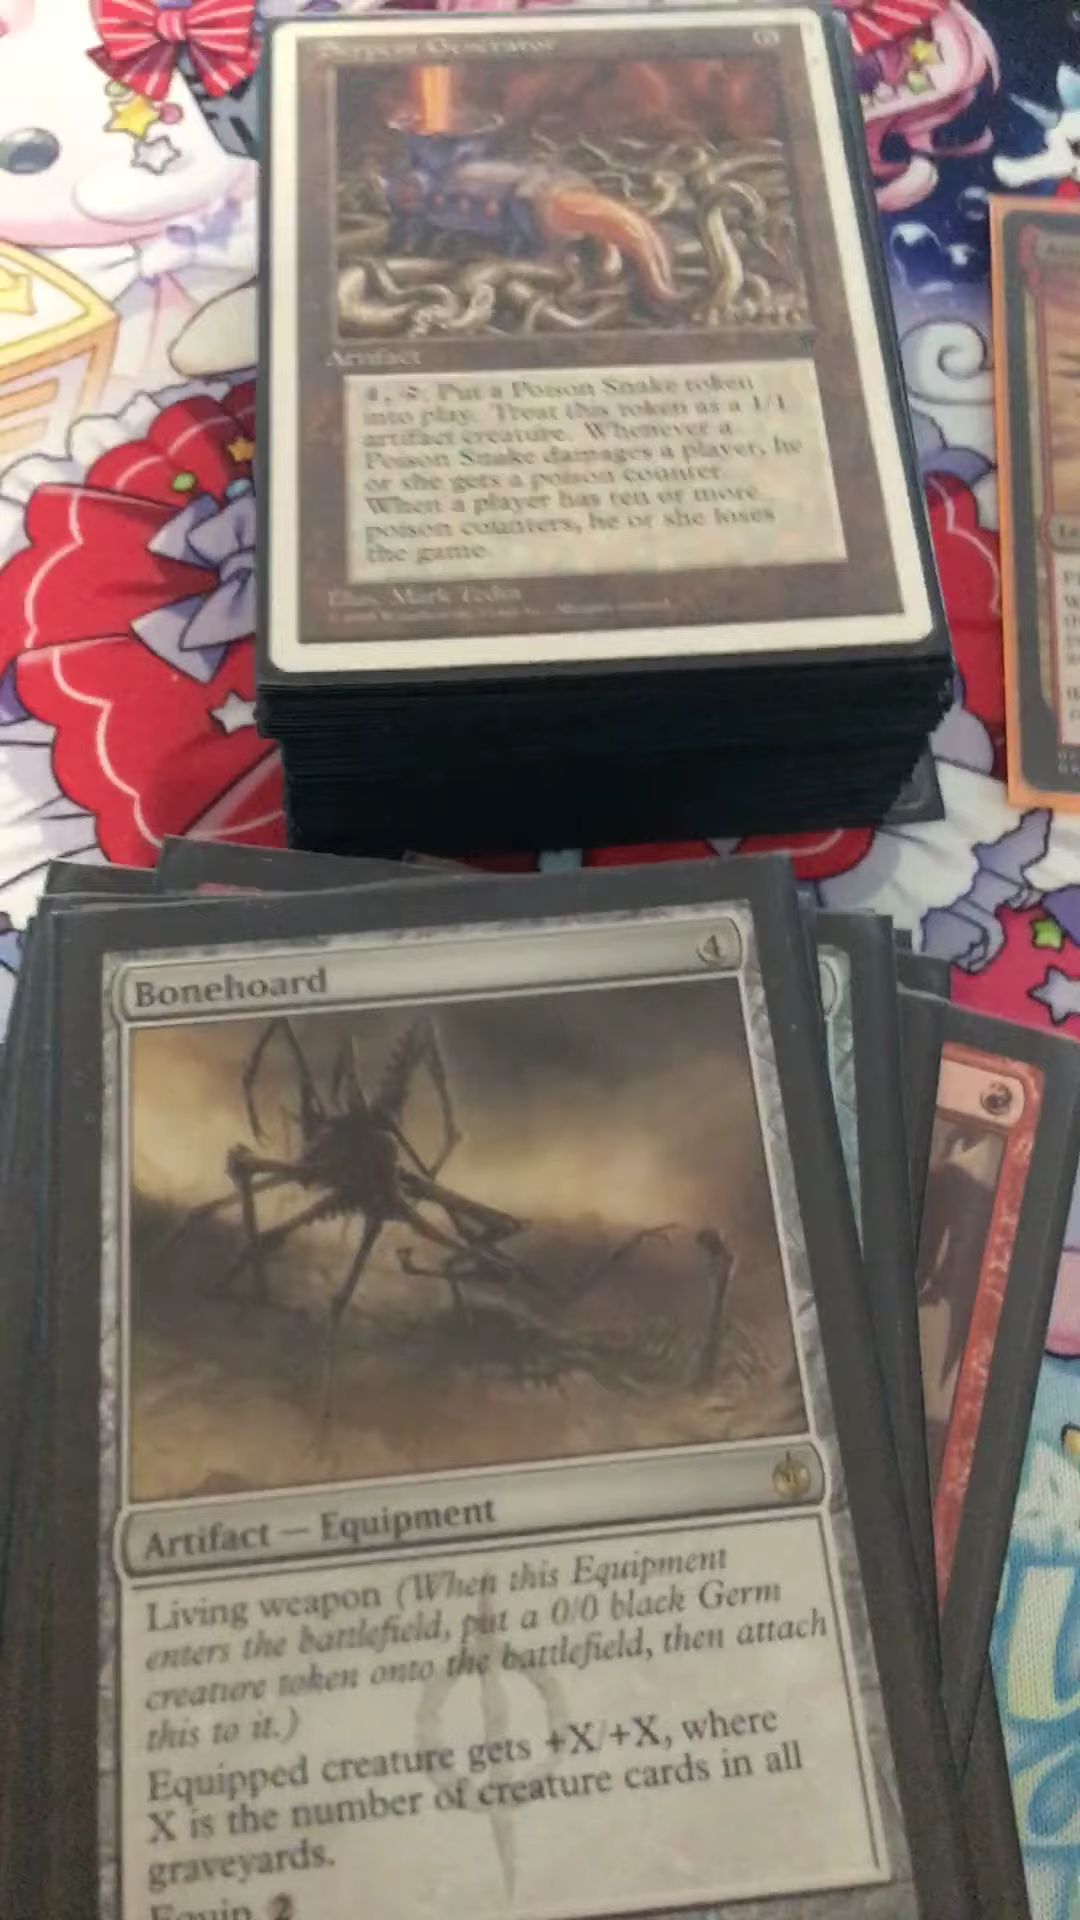 Serpent Generator
Artifact
4, : Put a Poison Snake token
into play. Treat this token as a 1/1
artifact creature. Whenever a
Poison Snake damages a player, he
or she gets a poison counter.
When a player has ten or more
poison counters, he or she loses
the game.
Illus. Mark Tedin
Bonehoard
4
Artifact — Equipment
Living weapon (When this Equipment
enters the battlefield, put a 0/0 black Germ
creature token onto the battlefield, then attach
this to it.)
Equipped creature gets +X/+X, where
X is the number of creature cards in all
graveyards.
Equip 2